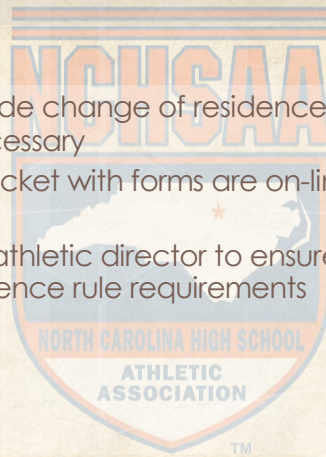 NCHSAA
de change of residence
cessary
cket with forms are on-lin
athletic director to ensure
ence rule requirements
NORTH CAROLINA HIGH SCHOOL
ATHLETIC
ASSOCIATION
TM